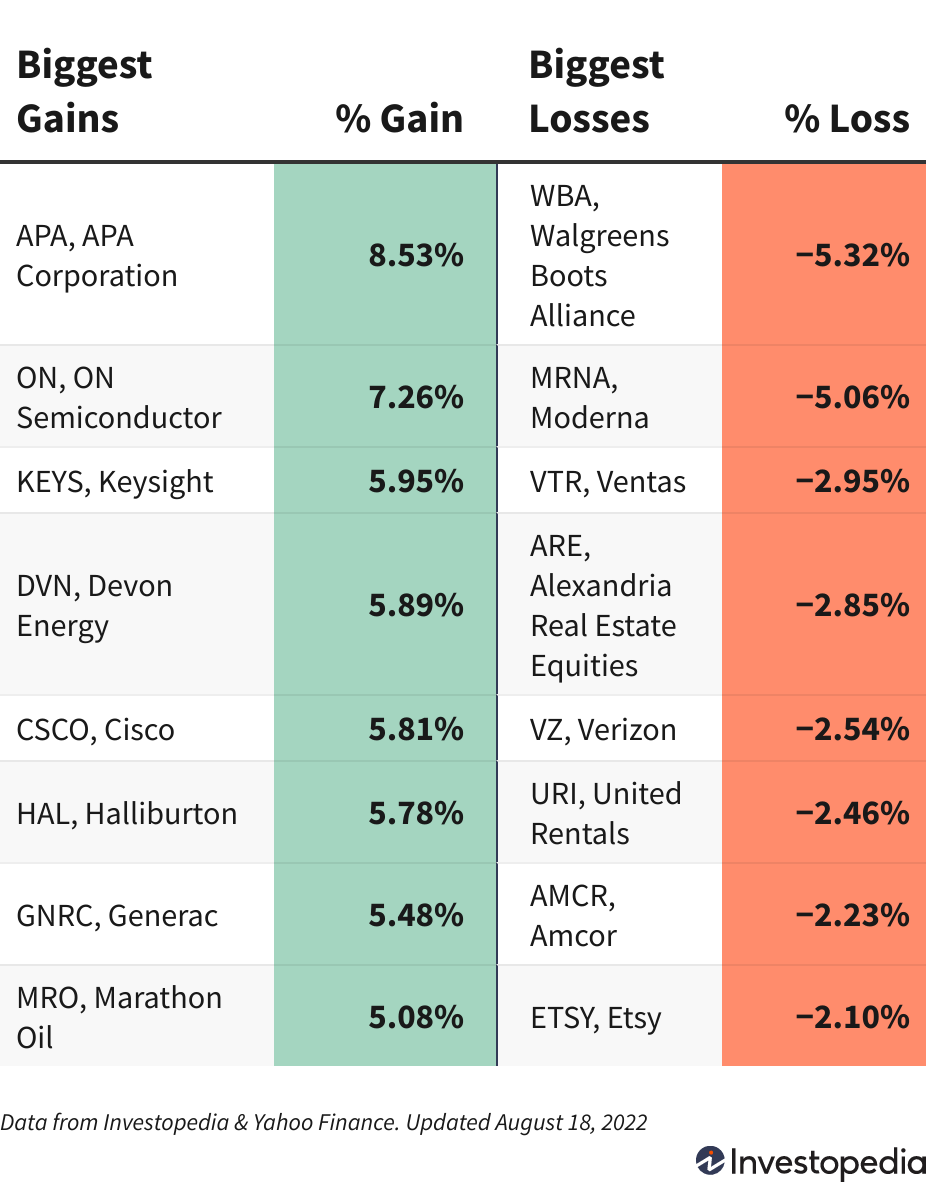 Biggest
Gains
% Gain
Biggest
Losses
% Loss
APA, APA
Corporation
8.53%
WBA,
Walgreens
Boots
Alliance
−5.32%
ON, ON
Semiconductor
7.26%
MRNA,
Moderna
−5.06%
KEYS, Keysight
5.95%
VTR, Ventas
−2.95%
DVN, Devon
Energy
5.89%
ARE,
Alexandria
Real Estate
Equities
−2.85%
CSCO, Cisco
5.81%
VZ, Verizon
−2.54%
HAL, Halliburton
5.78%
URI, United
Rentals
−2.46%
GNRC, Generac
5.48%
AMCR,
Amcor
−2.23%
MRO, Marathon
Oil
5.08%
ETSY, Etsy
−2.10%
Data from Investopedia & Yahoo Finance. Updated August 18, 2022
Investopedia